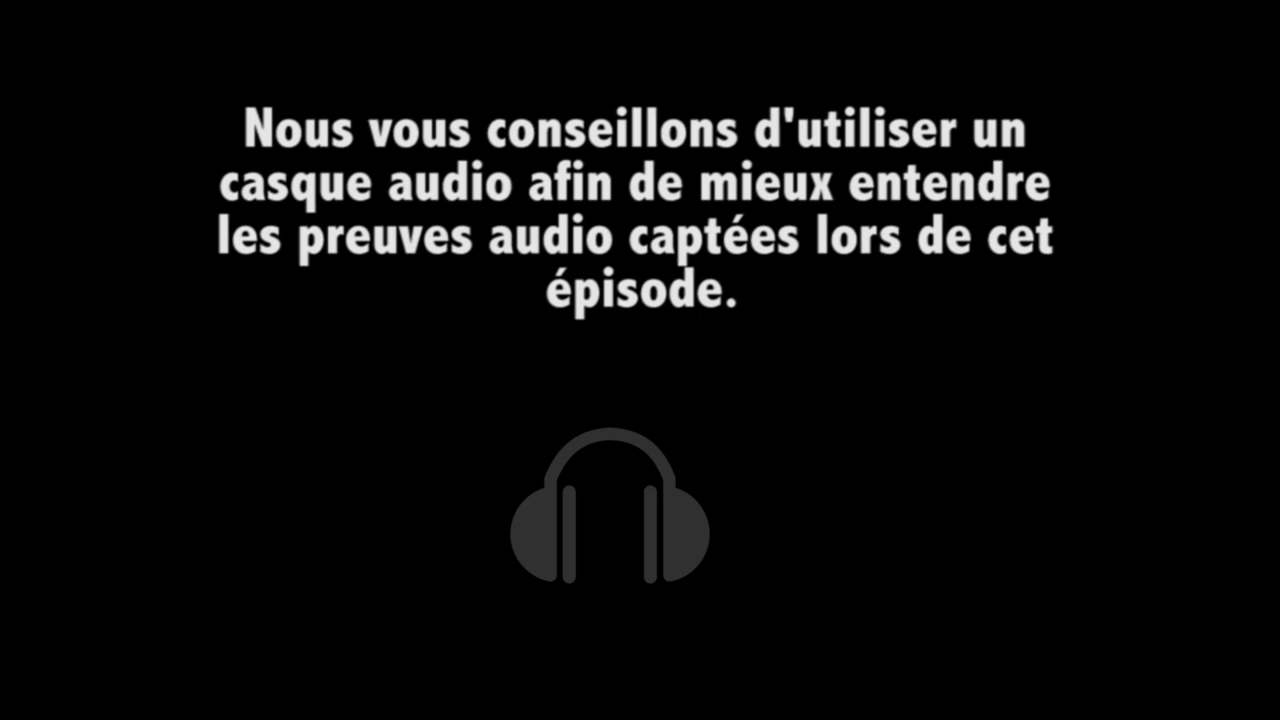 Nous vous conseillons d'utiliser un
casque audio afin de mieux entendre
les preuves audio captées lors de cet
épisode.